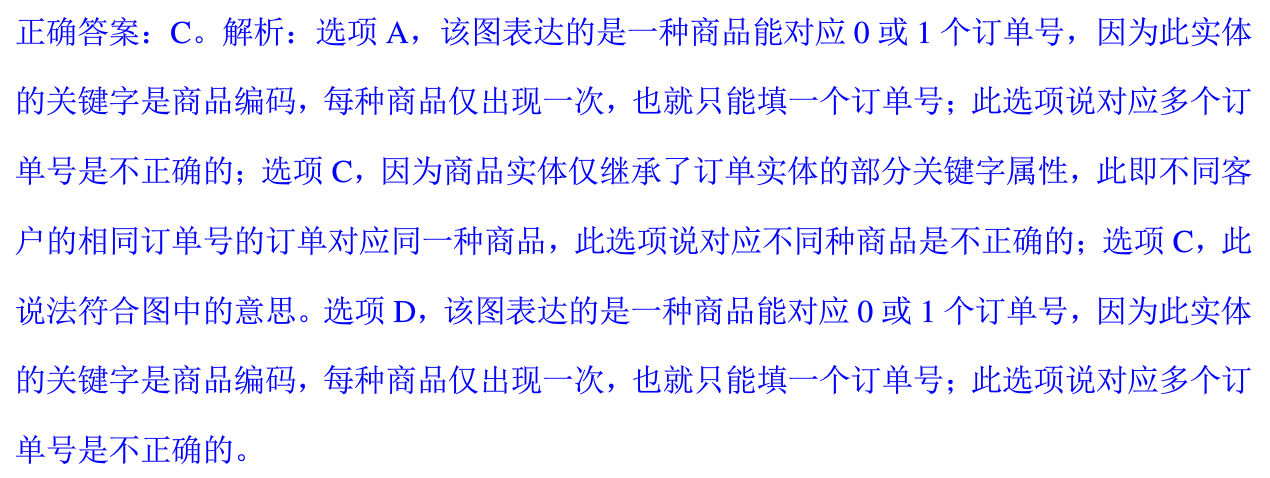 正确答案：C。解析：选项 A，该图表达的是一种商品能对应 0 或 1 个订单号，因为此实体
的关键字是商品编码，每种商品仅出现一次，也就只能填一个订单号；此选项说对应多个订
单号是不正确的；选项 C，因为商品实体仅继承了订单实体的部分关键字属性，此即不同客
户的相同订单号的订单对应同一种商品，此选项说对应不同种商品是不正确的；选项 C，此
说法符合图中的意思。选项 D，该图表达的是一种商品能对应 0 或 1 个订单号，因为此实体
的关键字是商品编码，每种商品仅出现一次，也就只能填一个订单号；此选项说对应多个订
单号是不正确的。